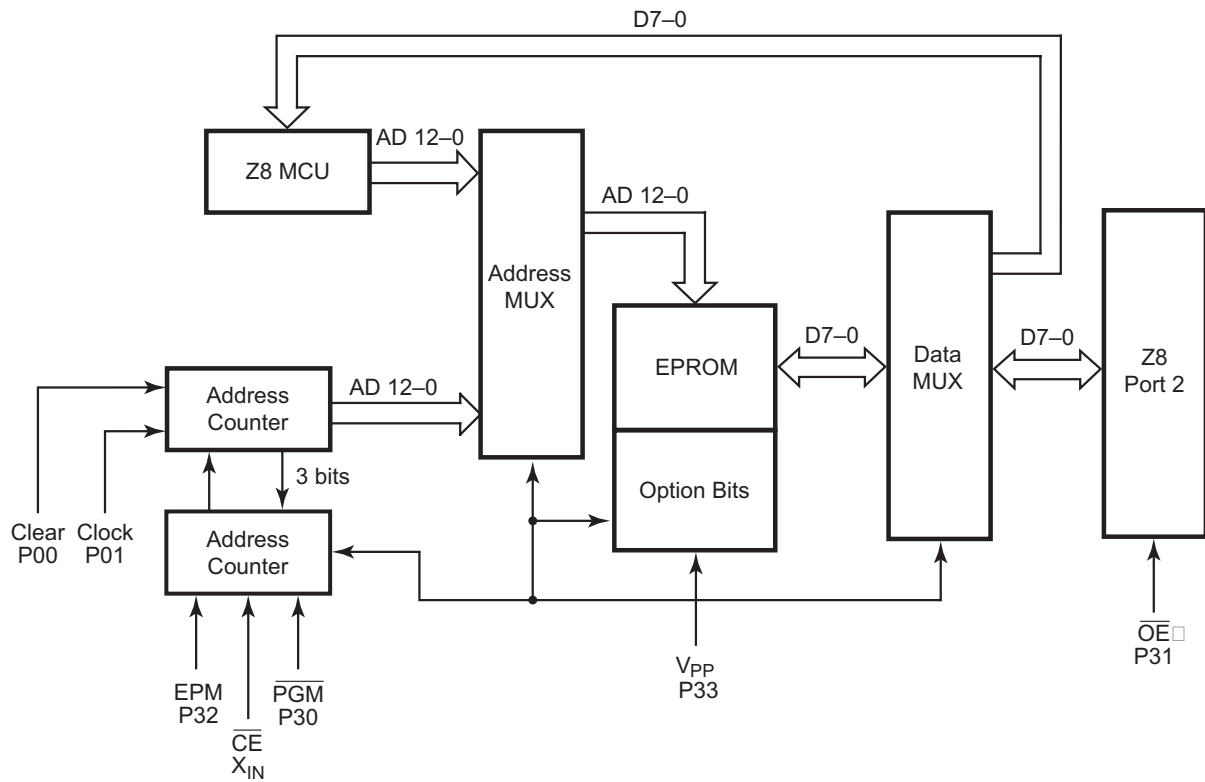 D7–0
Z8 MCU
AD 12–0
Address
MUX
AD 12–0
EPROM
Option Bits
D7–0
Data
MUX
D7–0
Z8
Port 2
Address
Counter
AD 12–0
3 bits
Clear
P00
Clock
P01
Address
Counter
EPM
P32
CE
XIN
PGM
P30
VPP
P33
OE
P31